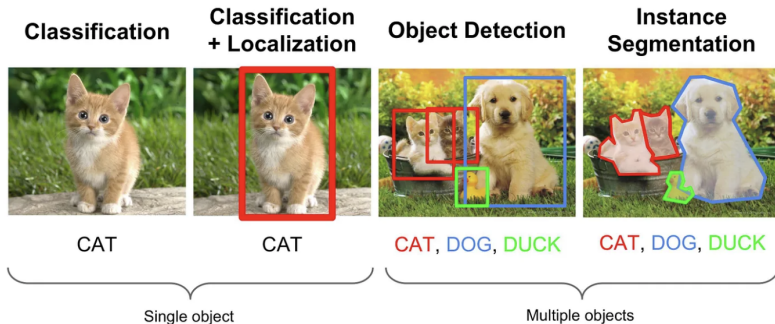 Classification
Classification
+ Localization
Object Detection
Instance
Segmentation
CAT
CAT
CAT, DOG, DUCK
CAT, DOG, DUCK
Single object
Multiple objects